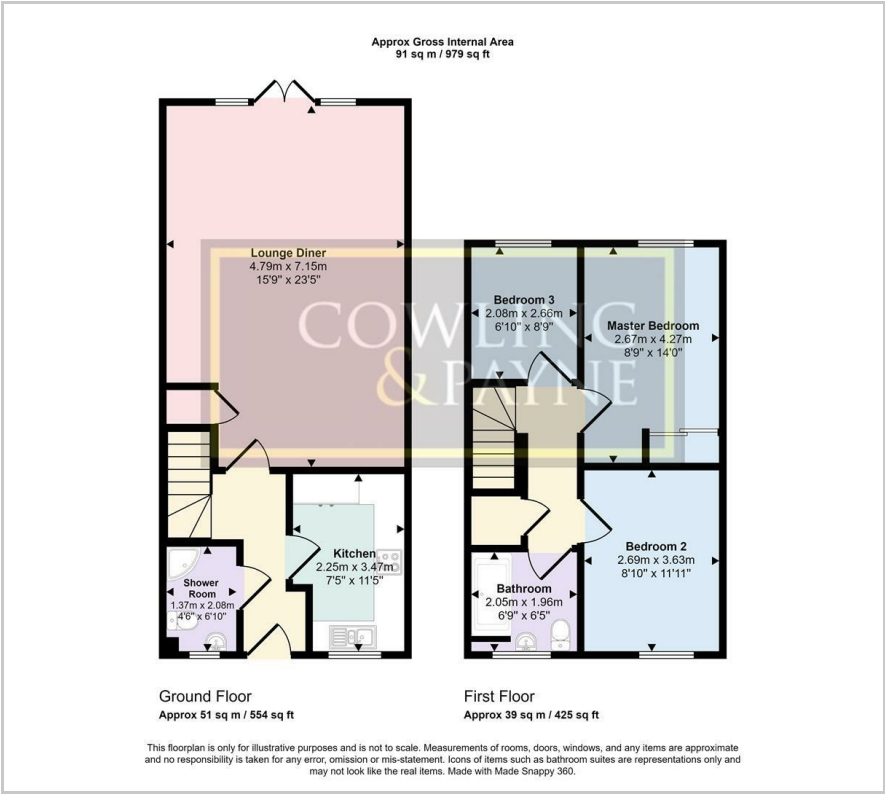 Approx Gross Internal Area
91 sq m / 979 sq ft
Lounge Diner
4.79m x 7.15m
15'9" x 23'5"
Kitchen
2.25m x 3.47m
7'5" x 11'5"
Shower
Room
1.37m x 2.08m
4'6" x 6'10"
Bedroom 3
2.08m x 2.66m
6'10" x 8'9"
Master Bedroom
2.67m x 4.27m
8'9" x 14'0"
Bedroom 2
2.69m x 3.63m
8'10" x 11'11"
Bathroom
2.05m x 1.96m
6'9" x 6'5"
COWLING
&PAYNE
Ground Floor
Approx 51 sq m / 554 sq ft
First Floor
Approx 39 sq m / 425 sq ft
This floorplan is only for illustrative purposes and is not to scale. Measurements of rooms, doors, windows, and any items are approximate
and no responsibility is taken for any error, omission or mis-statement. Icons of items such as bathroom suites are representations only and
may not look like the real items. Made with Made Snappy 360.